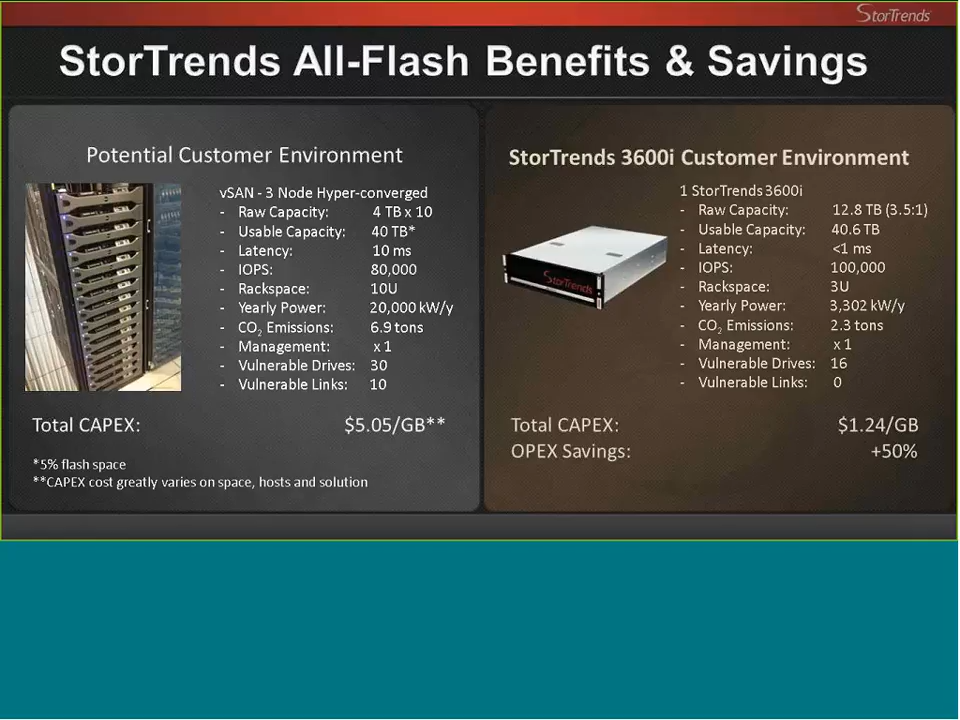 StorTrends
StorTrends All-Flash Benefits & Savings
Potential Customer Environment
vSAN - 3 Node Hyper-converged
- Raw Capacity: 4 TB x 10
- Usable Capacity: 40 TB*
- Latency: 10 ms
- IOPS: 80,000
- Rackspace: 10U
- Yearly Power: 20,000 kW/y
- CO2 Emissions: 6.9 tons
- Management: x 1
- Vulnerable Drives: 30
- Vulnerable Links: 10
Total CAPEX: $5.05/GB**
*5% flash space
**CAPEX cost greatly varies on space, hosts and solution
StorTrends 3600i Customer Environment
StorTrends
1 StorTrends 3600i
- Raw Capacity: 12.8 TB (3.5:1)
- Usable Capacity: 40.6 TB
- Latency: <1 ms
- IOPS: 100,000
- Rackspace: 3U
- Yearly Power: 3,302 kW/y
- CO2 Emissions: 2.3 tons
- Management: x 1
- Vulnerable Drives: 16
- Vulnerable Links: 0
Total CAPEX: $1.24/GB
OPEX Savings: +50%